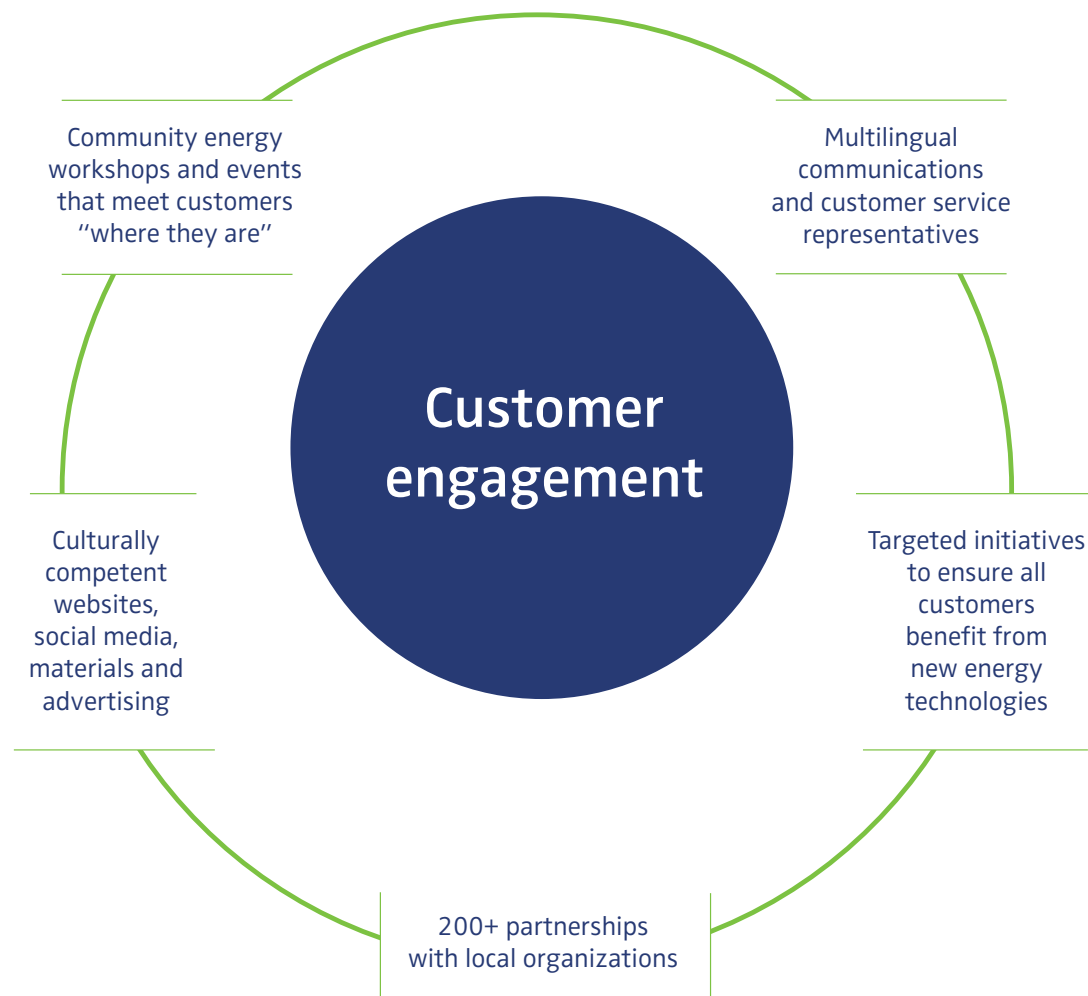 Community energy
workshops and events
that meet customers
“where they are”
Multilingual
communications
and customer service
representatives
Customer
engagement
Culturally
competent
websites,
social media,
materials and
advertising
Targeted initiatives
to ensure all
customers
benefit from
new energy
technologies
200+ partnerships
with local organizations